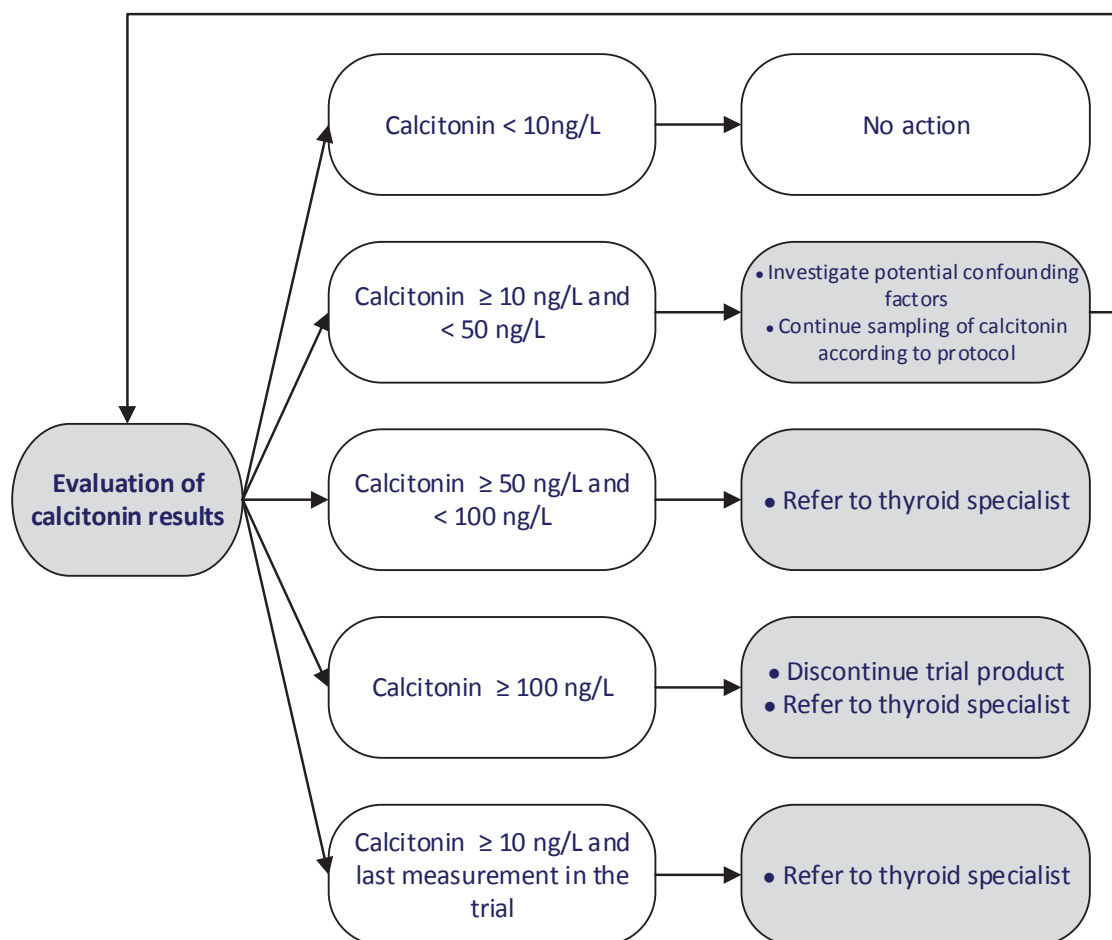 Calcitonin < 10ng/L
No action
Calcitonin ≥ 10 ng/L and
< 50 ng/L
• Investigate potential confounding
factors
• Continue sampling of calcitonin
according to protocol
Evaluation of
calcitonin results
Calcitonin ≥ 50 ng/L and
< 100 ng/L
• Refer to thyroid specialist
Calcitonin ≥ 100 ng/L
• Discontinue trial product
• Refer to thyroid specialist
Calcitonin ≥ 10 ng/L and
last measurement in the
trial
• Refer to thyroid specialist